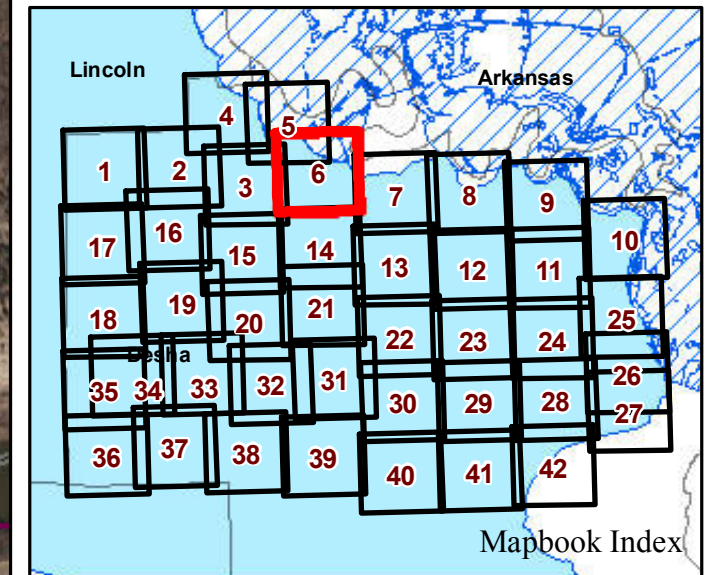 Lincoln
Arkansas
4
5
1 2 3 6 7 8 9
10
17 16 15 14 13 12 11
18 19 20 21 22 23 24 25
Desha
35 34 33 32 31 30 29 28 26
27
36 37 38 39 40 41 42
Mapbook Index